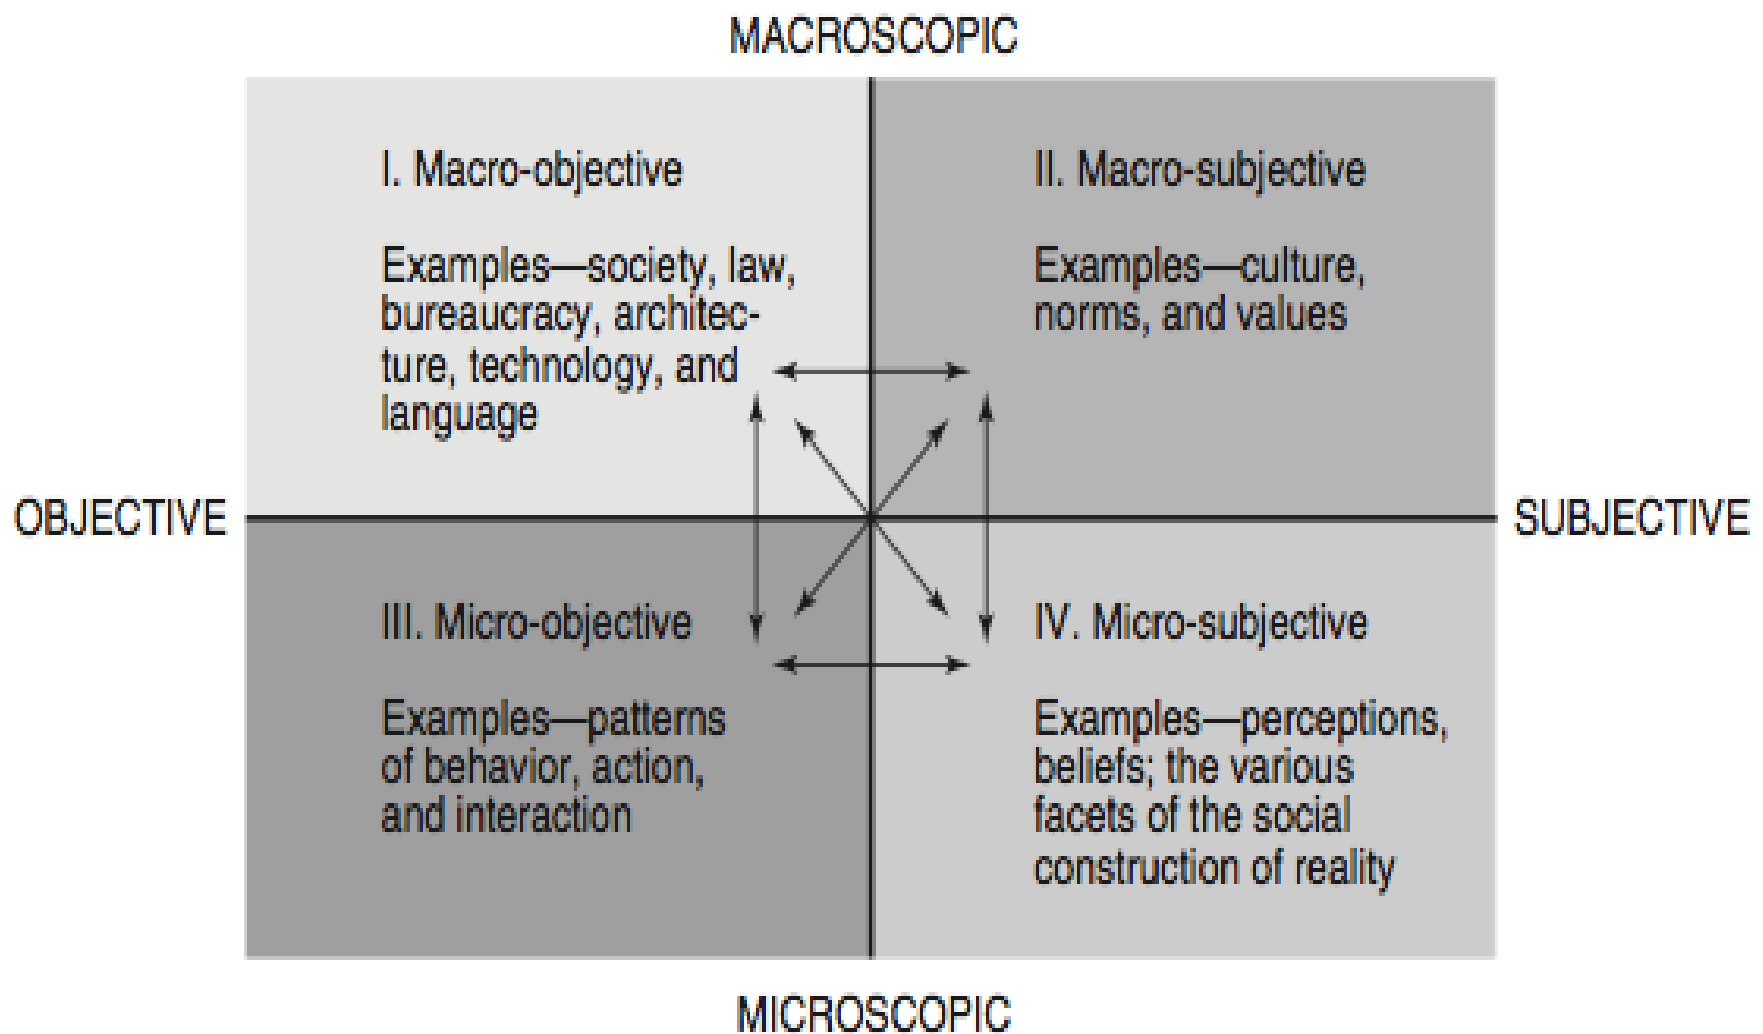 MACROSCOPIC
I. Macro-objective
Examples—society, law,
bureaucracy, architec-
ture, technology, and
language
II. Macro-subjective
Examples—culture,
norms, and values
OBJECTIVE
SUBJECTIVE
III. Micro-objective
Examples—patterns
of behavior, action,
and interaction
IV. Micro-subjective
Examples—perceptions,
beliefs; the various
facets of the social
construction of reality
MICROSCOPIC